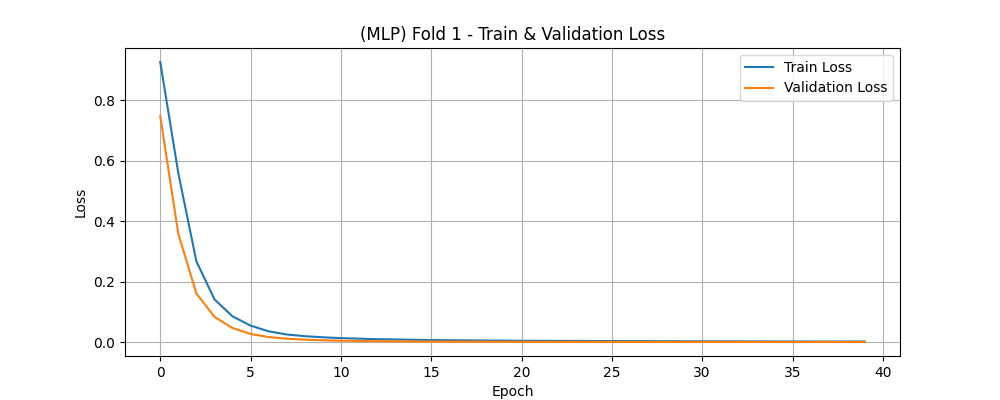 (MLP) Fold 1 - Train & Validation Loss
Train Loss
Validation Loss
Loss
0.8
0.6
0.4
0.2
0.0
0 5 10 15 20 25 30 35 40
Epoch